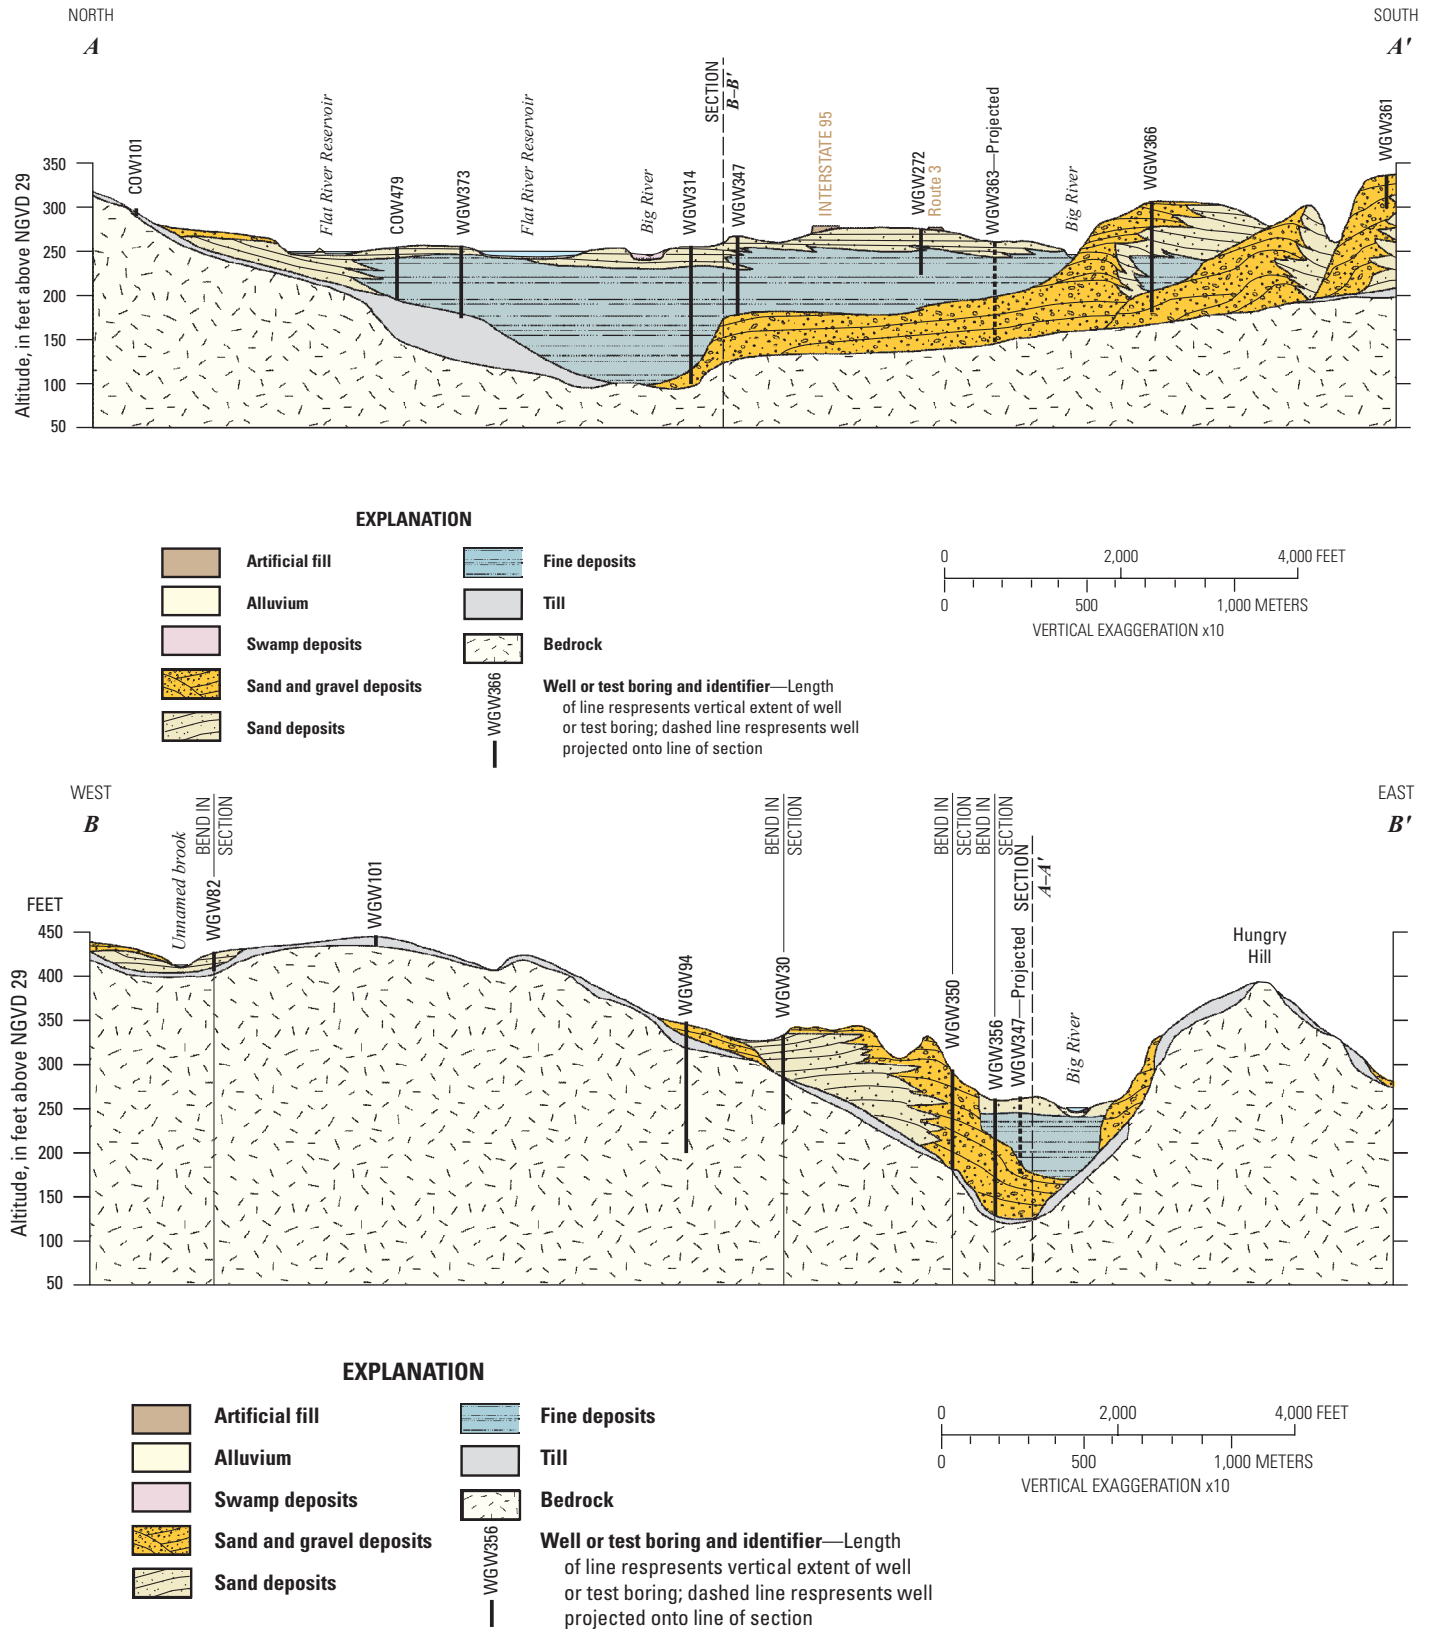 NORTH
SOUTH
A
A'
SECTION
B–B'
COW101
Flat River Reservoir
COW479
WGW373
Flat River Reservoir
Big River
WGW314
WGW347
INTERSTATE 95
WGW272
Route 3
WGW363—Projected
Big River
WGW366
WGW361
Altitude, in feet above NGVD 29
350
300
250
200
150
100
50
EXPLANATION
Artificial fill
Alluvium
Swamp deposits
Sand and gravel deposits
Sand deposits
Fine deposits
Till
Bedrock
WGW366
Well or test boring and identifier—Length
of line respresents vertical extent of well
or test boring; dashed line respresents well
projected onto line of section
0 2,000 4,000 FEET
0 500 1,000 METERS
VERTICAL EXAGGERATION x10
WEST
EAST
B
B'
Unnamed brook
BEND IN
SECTION
WGW82
WGW101
WGW94
BEND IN
SECTION
WGW30
BEND IN
SECTION
WGW350
BEND IN
SECTION
WGW356
WGW347—Projected
SECTION
A–A'
Big River
Hungry
Hill
FEET
Altitude, in feet above NGVD 29
450
400
350
300
250
200
150
100
50
EXPLANATION
Artificial fill
Alluvium
Swamp deposits
Sand and gravel deposits
Sand deposits
Fine deposits
Till
Bedrock
WGW356
Well or test boring and identifier—Length
of line respresents vertical extent of well
or test boring; dashed line respresents well
projected onto line of section
0 2,000 4,000 FEET
0 500 1,000 METERS
VERTICAL EXAGGERATION x10